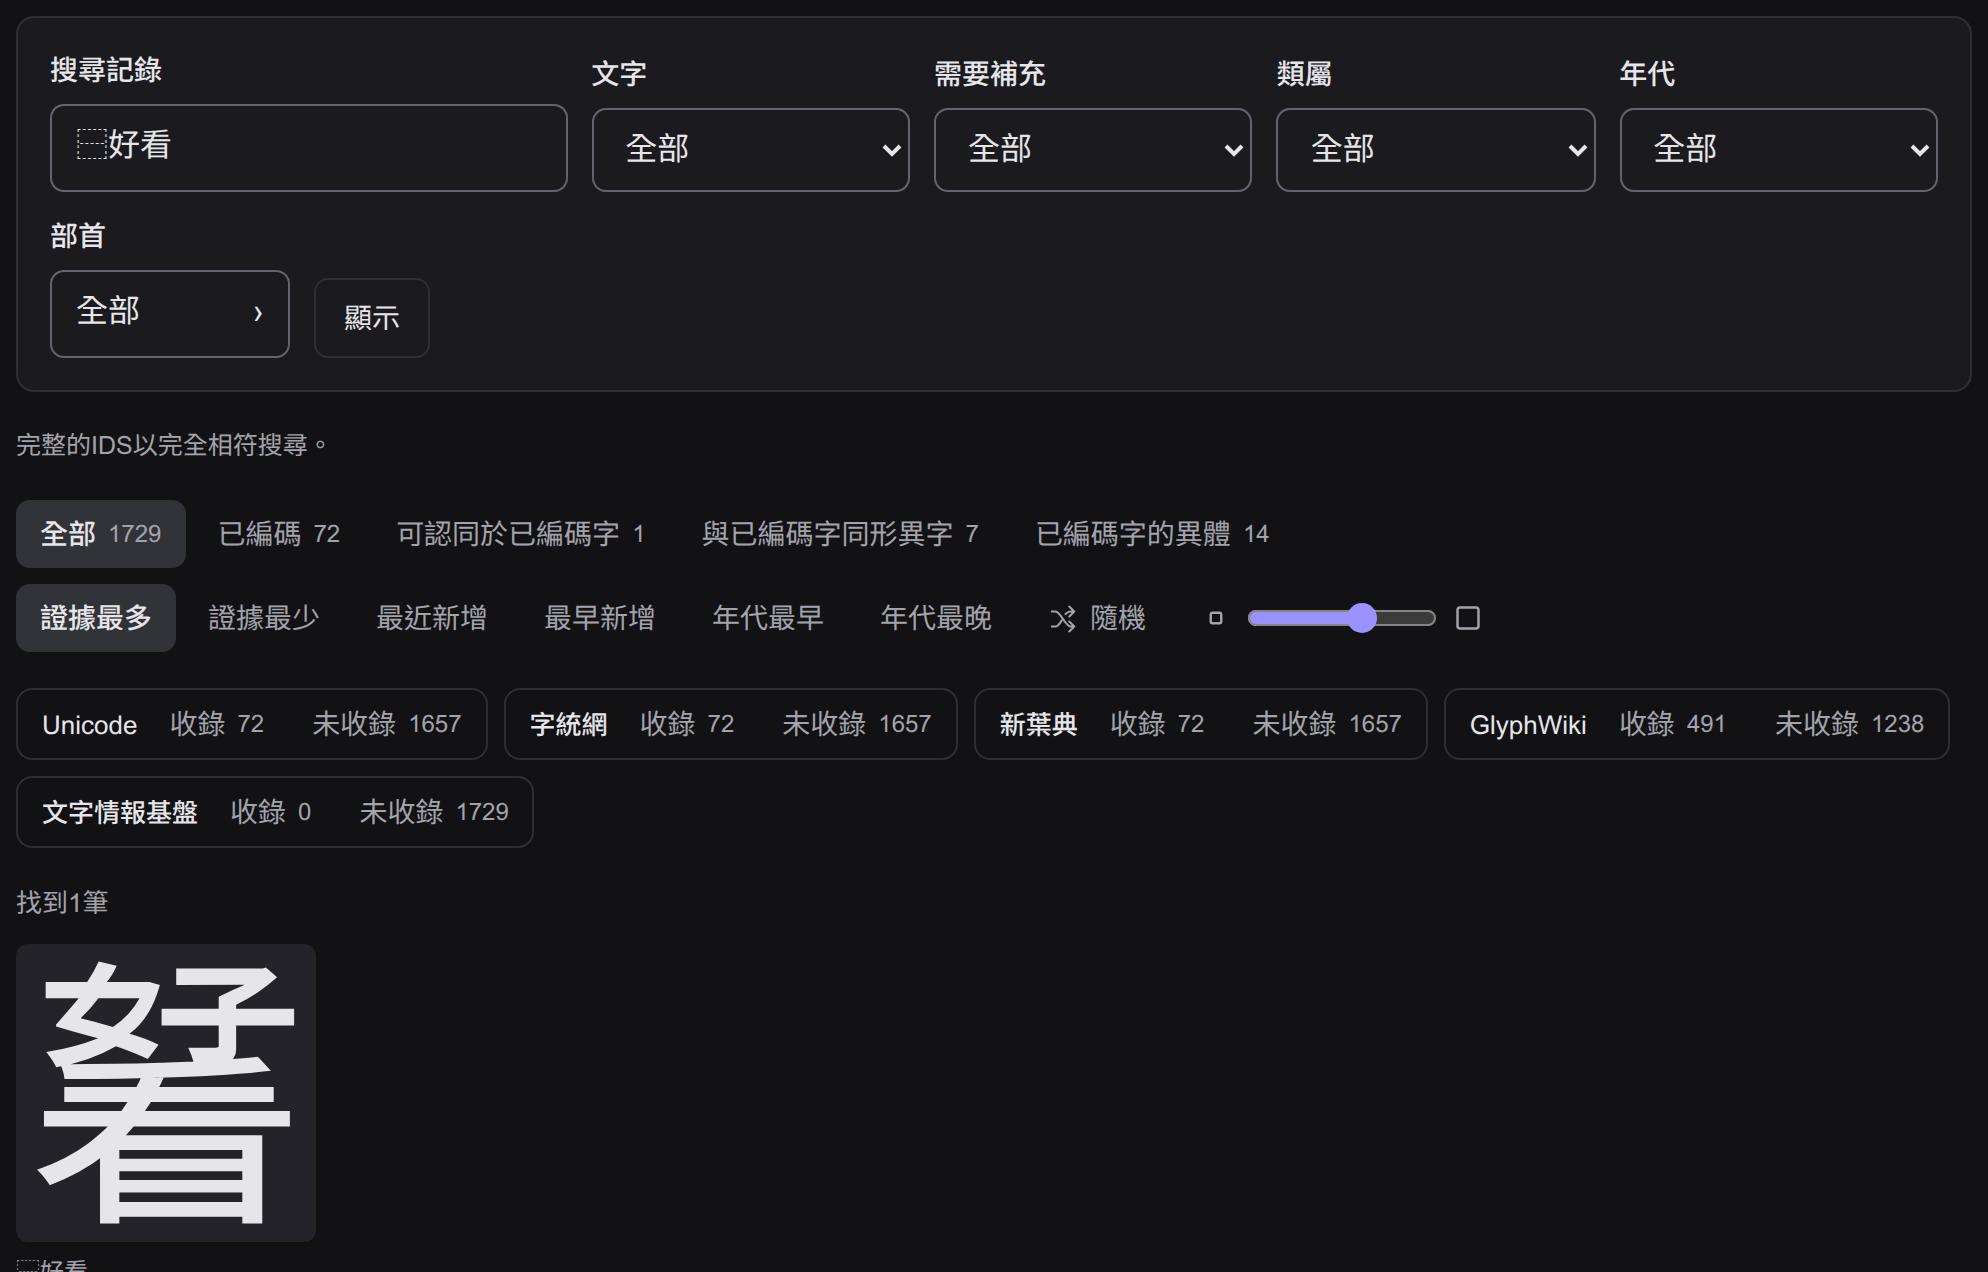 搜尋記錄 文字 需要補充 類屬 年代
⿱好看 全部 全部 全部 全部
部首
全部 › 顯示
完整的IDS以完全相符搜尋。
全部 1729 已編碼 72 可認同於已編碼字 1 與已編碼字同形異字 7 已編碼字的異體 14
證據最多 證據最少 最近新增 最早新增 年代最早 年代最晚 隨機
Unicode 收錄 72 未收錄 1657 字統網 收錄 72 未收錄 1657 新葉典 收錄 72 未收錄 1657 GlyphWiki 收錄 491 未收錄 1238
文字情報基盤 收錄 0 未收錄 1729
找到1筆
⿱好看
⿱好看